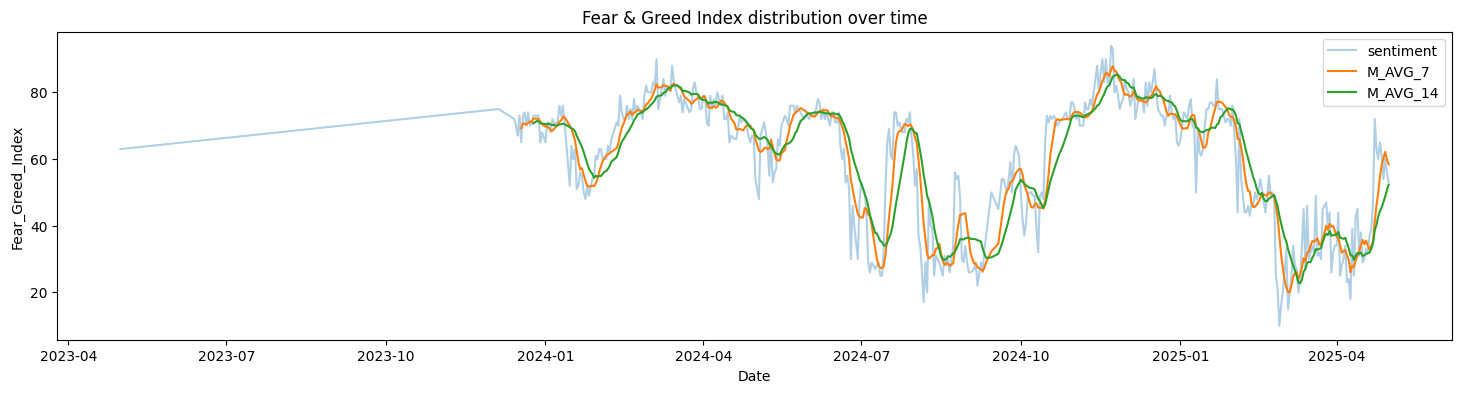 Fear & Greed Index distribution over time
sentiment
M_AVG_7
M_AVG_14
Fear_Greed_Index
80
60
40
20
2023-04 2023-07 2023-10 2024-01 2024-04 2024-07 2024-10 2025-01 2025-04
Date